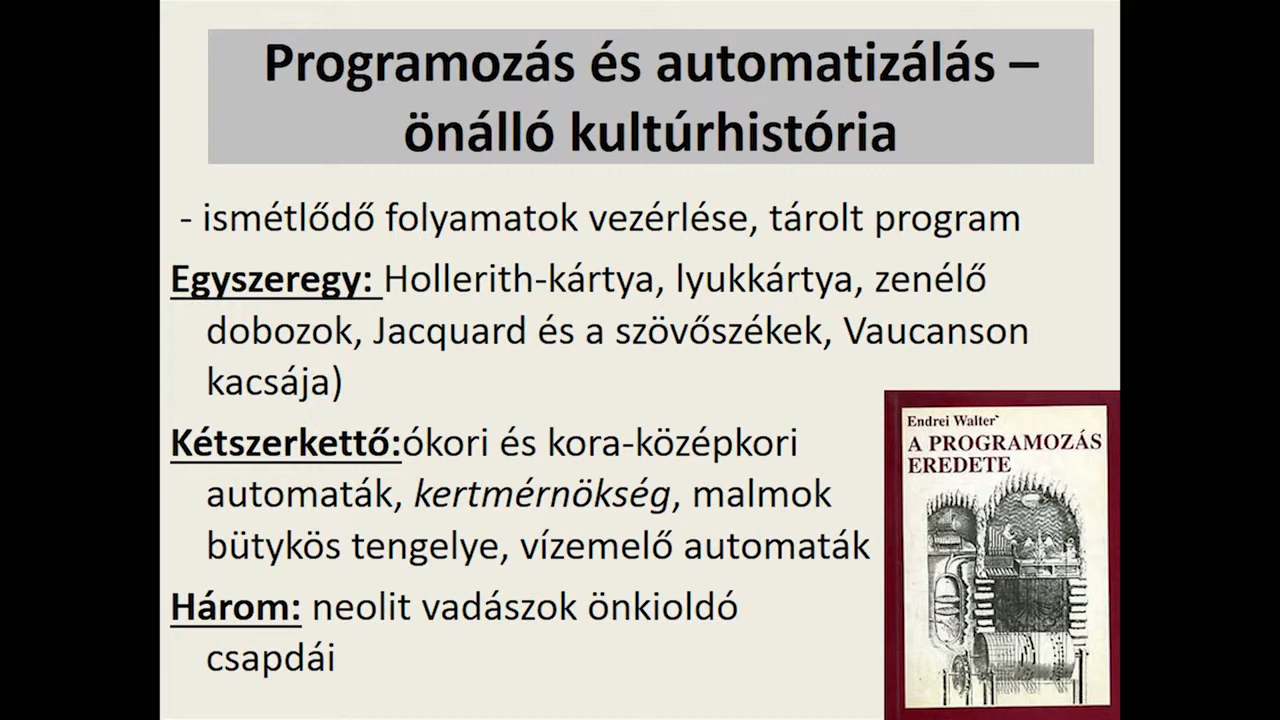 Programozás és automatizálás –
önálló kultúrhistória
- ismétlődő folyamatok vezérlése, tárolt program
Egyszeregy: Hollerith-kártya, lyukkártya, zenélő
dobozok, Jacquard és a szövőszékek, Vaucanson
kacsája)
Kétszerkettő:ókori és kora-középkori
automaták, kertmérnökség, malmok
bütykös tengelye, vízemelő automaták
Három: neolit vadászok önkioldó
csapdái
Endrei Walter
A PROGRAMOZÁS
EREDETE